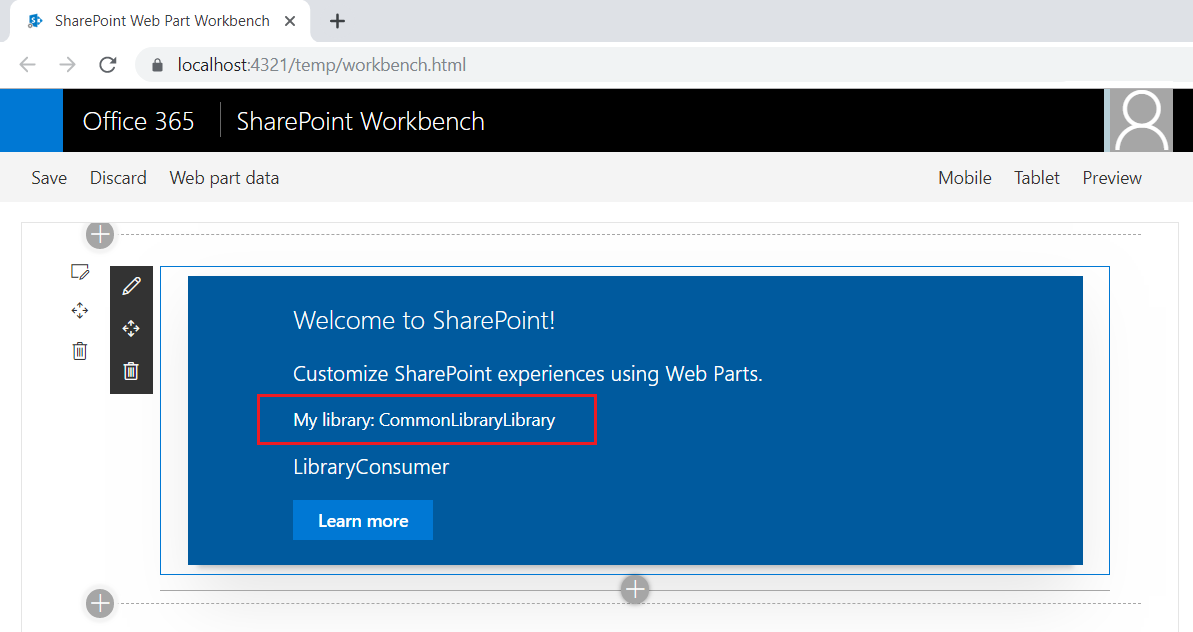 SharePoint Web Part Workbench
localhost:4321/temp/workbench.html
Office 365 SharePoint Workbench
Save Discard Web part data Mobile Tablet Preview
Welcome to SharePoint!
Customize SharePoint experiences using Web Parts.
My library: CommonLibraryLibrary
LibraryConsumer
Learn more